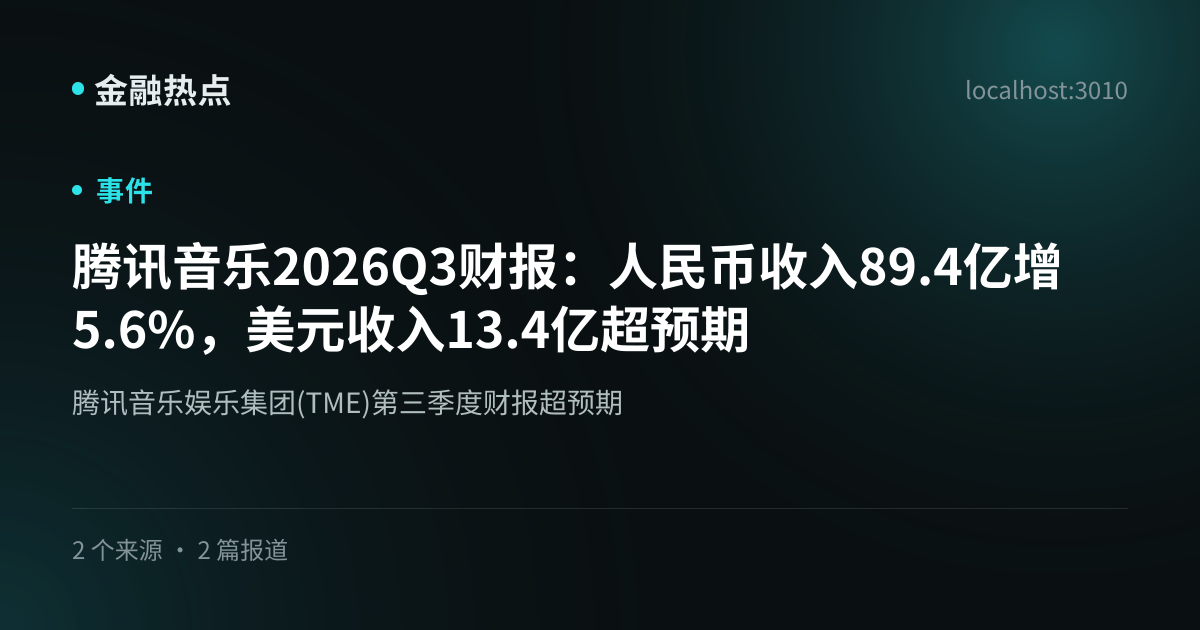 金融热点
localhost:3010
事件
腾讯音乐2026Q3财报：人民币收入89.4亿增
5.6%，美元收入13.4亿超预期
腾讯音乐娱乐集团(TME)第三季度财报超预期
2 个来源 · 2 篇报道